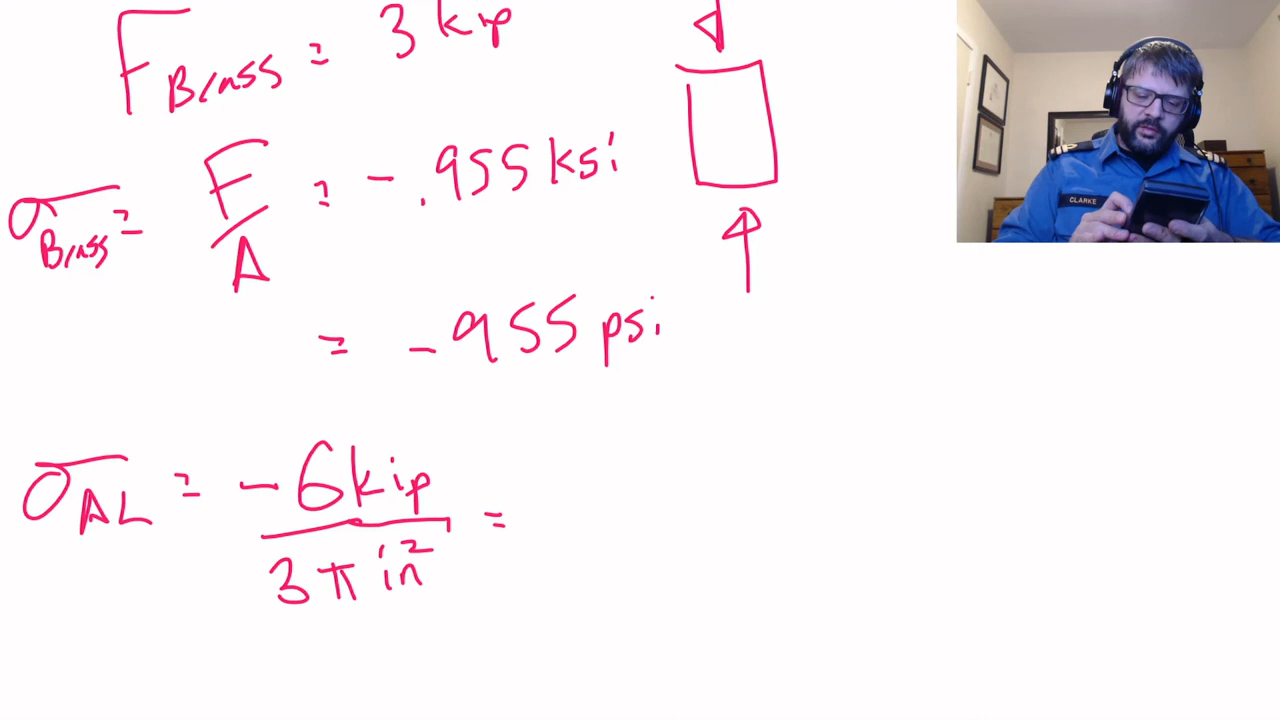 F_Brass = 3 kip
σ_Brass = F/A = -.955 ksi
= -955 psi
σ_AL = -6 kip / 3π in² =
CLARKE